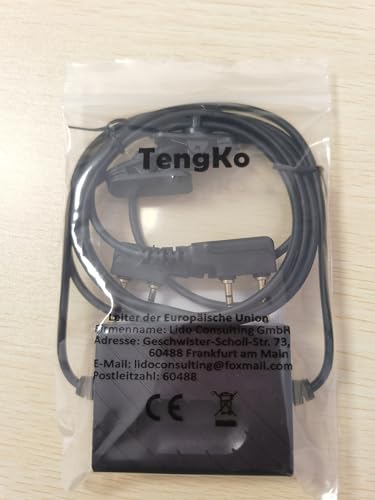 TengKo
Leiter der Europäische Union
Firmenname: Lido Consulting GmbH
Adresse: Geschwister-Scholl-Str. 73,
60488 Frankfurt am Main
E-Mail: lidoconsulting@foxmail.com
Postleitzahl: 60488
CE